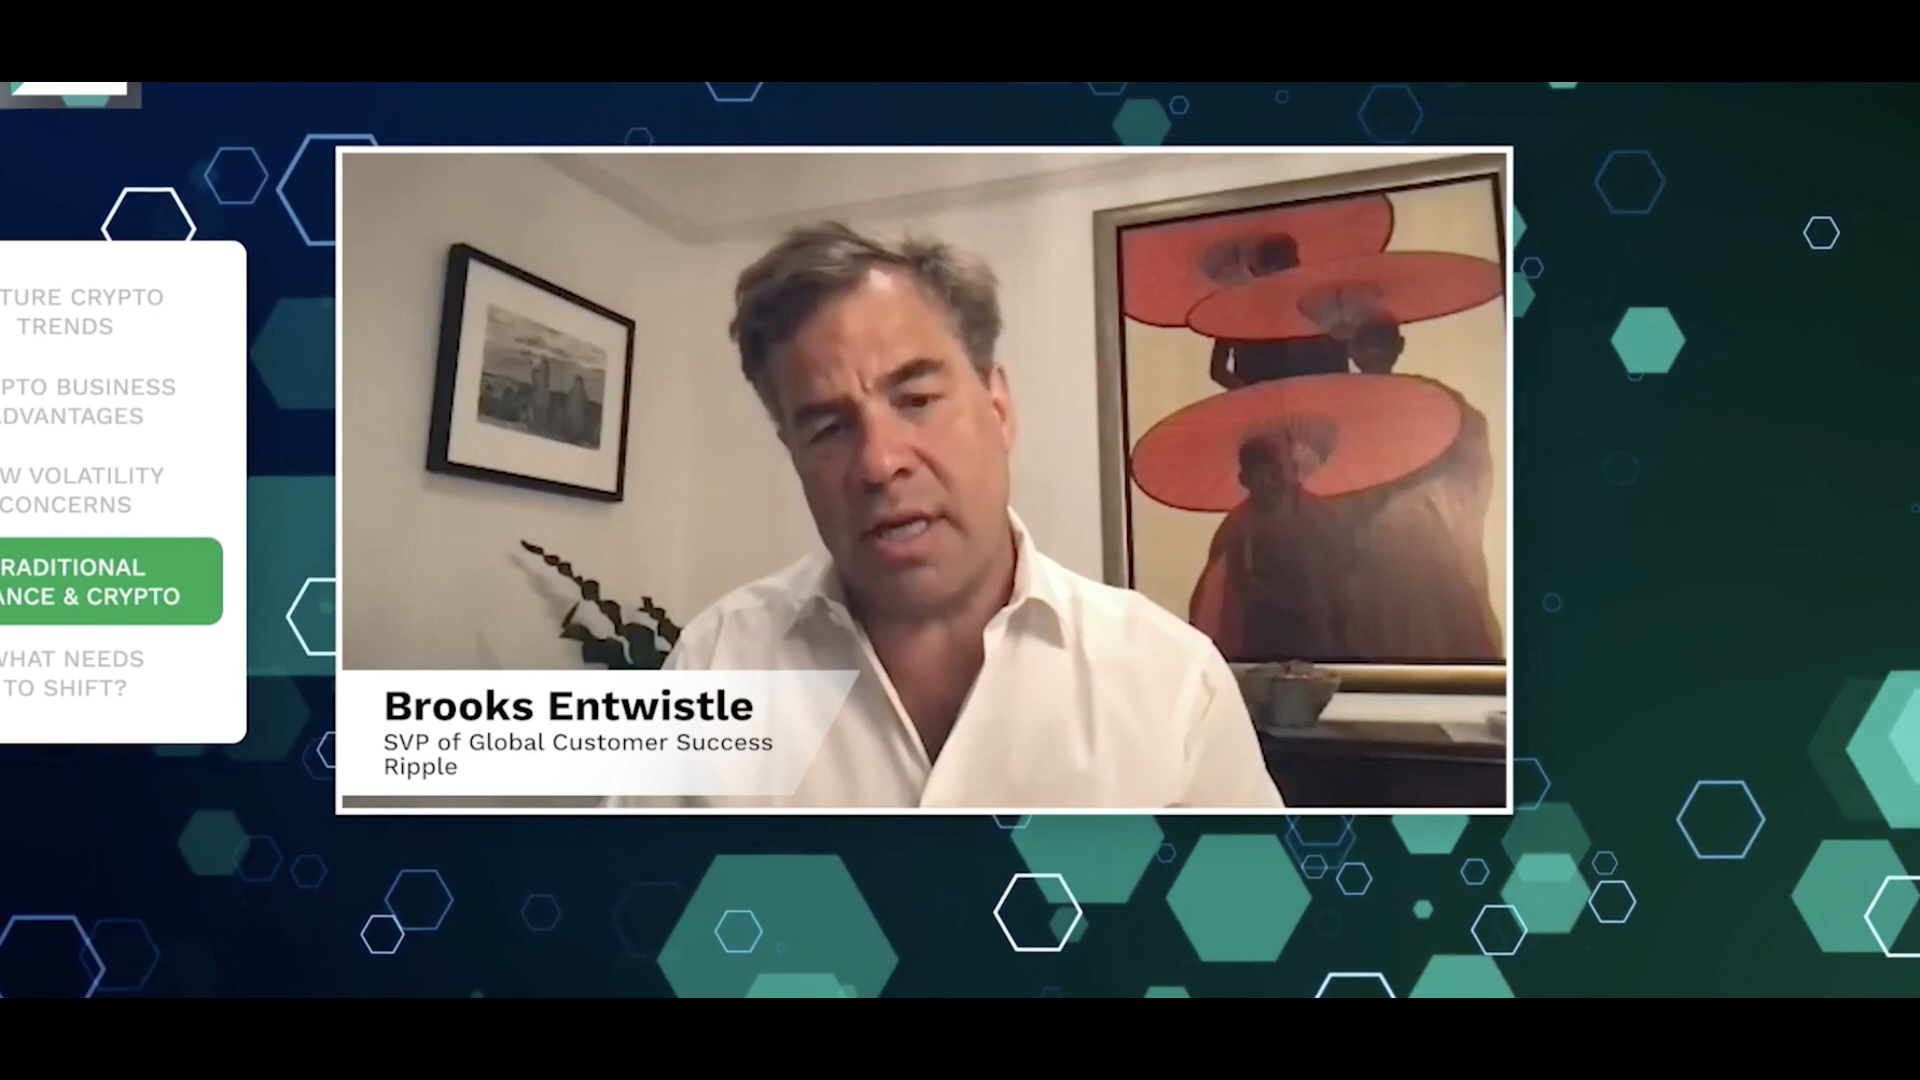 TURE CRYPTO
TRENDS
PTO BUSINESS
DVANTAGES
W VOLATILITY
CONCERNS
RADITIONAL
ANCE & CRYPTO
WHAT NEEDS
TO SHIFT?
Brooks Entwistle
SVP of Global Customer Success
Ripple